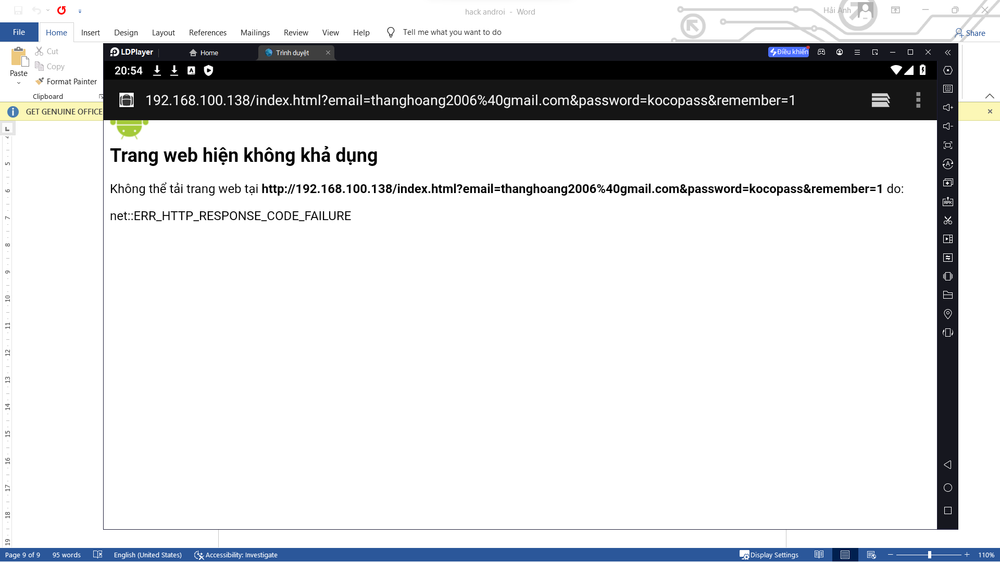 hack androi - Word
Hải Anh
File
Home
Insert
Design
Layout
References
Mailings
Review
View
Help
Tell me what you want to do
Share
Paste
Cut
Copy
Format Painter
Clipboard
GET GENUINE OFFICE
LDPlayer
Home
Trình duyệt
Điều khiển
20:54
192.168.100.138/index.html?email=thanghoang2006%40gmail.com&password=kocopass&remember=1
Trang web hiện không khả dụng
Không thể tải trang web tại http://192.168.100.138/index.html?email=thanghoang2006%40gmail.com&password=kocopass&remember=1 do:
net::ERR_HTTP_RESPONSE_CODE_FAILURE
APK
5
6
7
8
9
10
11
12
13
14
15
16
17
18
19
Page 9 of 9
95 words
English (United States)
Accessibility: Investigate
Display Settings
110%